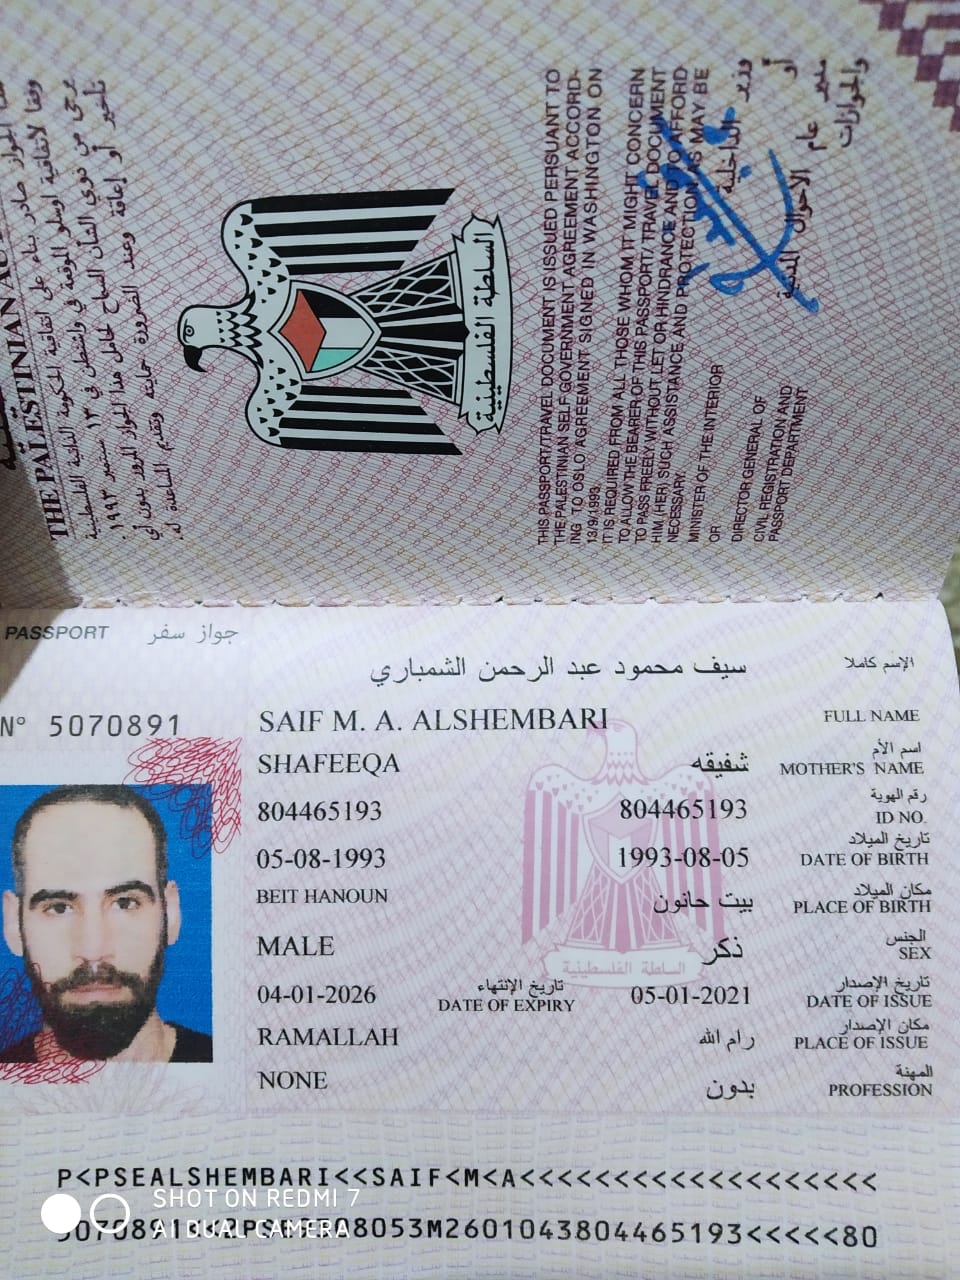 THE PALESTINIAN
هذا الجواز صادر بناء على اتفاقية الحكومة الذاتية الفلسطينية
وفقا لاتفاقية اوسلو الموقعة في واشنطن في ١٣ سبتمبر ١٩٩٣.
يرجى من ذوي الشأن السماح لحامل هذا الجواز المرور بدون أي
تأخير أو إعاقة وعند الضرورة حمايته وتقديم المساعدة له.
السلطة الفلسطينية
THIS PASSPORT/TRAVEL DOCUMENT IS ISSUED PERSUANT TO
THE PALESTINIAN SELF GOVERNMENT AGREEMENT ACCORD-
ING TO OSLO AGREEMENT SIGNED IN WASHINGTON ON
13/9/1993.
IT IS REQUIRED FROM ALL THOSE WHOM IT MIGHT CONCERN
TO ALLOW THE BEARER OF THIS PASSPORT/TRAVEL DOCUMENT
TO PASS FREELY WITHOUT LET OR HINDRANCE AND TO AFFORD
HIM (HER) SUCH ASSISTANCE AND PROTECTION AS MAY BE
NECESSARY.
MINISTER OF THE INTERIOR
وزير الداخلية
OR
أو
DIRECTOR GENERAL OF
CIVIL REGISTRATION AND
PASSPORT DEPARTMENT
مدير عام الاحوال المدنية
والجوازات
PASSPORT جواز سفر
سيف محمود عبد الرحمن الشمباري الإسم كاملا
N° 5070891
SAIF M. A. ALSHEMBARI FULL NAME
SHAFEEQA شفيقه اسم الأم
MOTHER'S NAME
804465193 804465193 رقم الهوية
ID NO.
05-08-1993 1993-08-05 تاريخ الميلاد
DATE OF BIRTH
BEIT HANOUN بيت حانون مكان الميلاد
PLACE OF BIRTH
MALE ذكر الجنس
SEX
السلطة الفلسطينية
04-01-2026 تاريخ الإنتهاء 05-01-2021 تاريخ الإصدار
DATE OF EXPIRY DATE OF ISSUE
RAMALLAH رام الله مكان الإصدار
PLACE OF ISSUE
NONE بدون المهنة
PROFESSION
P<PSEALSHEMBARI<<SAIF<M<A<<<<<<<<<<<<<<<<<<<
8053M2601043804465193<<<<<80
SHOT ON REDMI 7
AI DUAL CAMERA